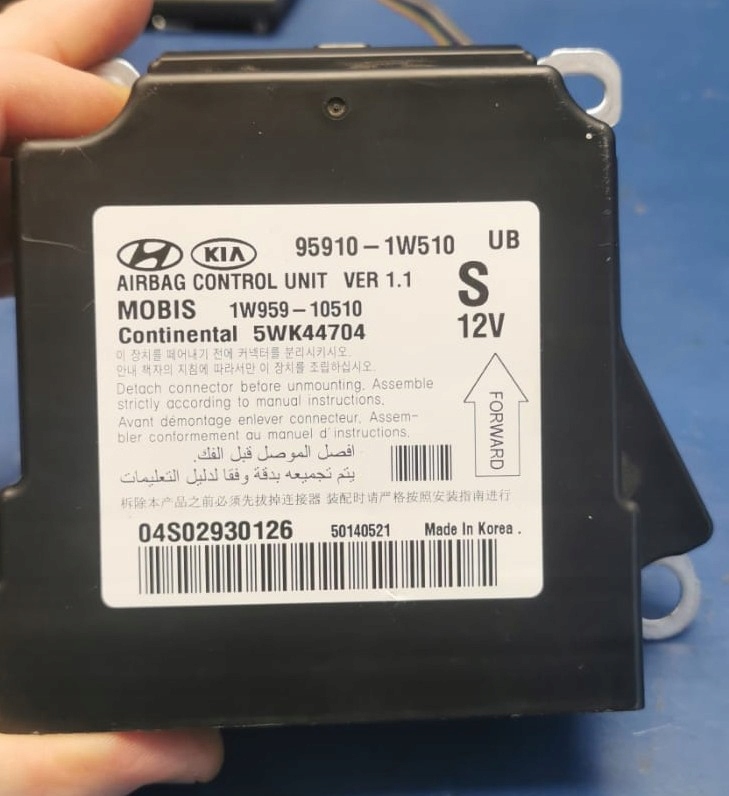 KIA 95910-1W510 UB
AIRBAG CONTROL UNIT VER 1.1
S
MOBIS 1W959-10510
Continental 5WK44704 12V
이 장치를 떼어내기 전에 커넥터를 분리시키시오.
안내 책자의 지침에 따라서만 이 장치를 조립하십시오.
Detach connector before unmounting. Assemble
strictly according to manual instructions.
Avant démontage enlever connecteur. Assem-
bler conformement au manuel d'instructions.
FORWARD
افصل الموصل قبل الفك.
يتم تجميعه بدقة وفقا لدليل التعليمات
拆除本产品之前必须先拔掉连接器 装配时请严格按照安装指南进行
04S02930126 50140521 Made In Korea .